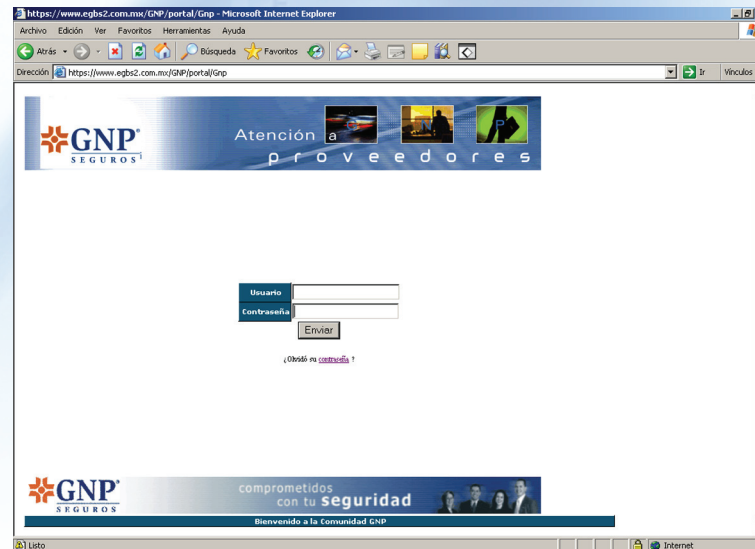 https://www.egbs2.com.mx/GNP/portal/Gnp - Microsoft Internet Explorer
Archivo Edición Ver Favoritos Herramientas Ayuda
Atrás Búsqueda Favoritos
Dirección https://www.egbs2.com.mx/GNP/portal/Gnp Ir Vínculos
GNP
SEGUROS
Atención a
G N P
proveedores
Usuario
Contraseña
Enviar
¿Olvidó su contraseña ?
GNP
SEGUROS
comprometidos
con tu seguridad
Bienvenido a la Comunidad GNP
Listo Internet